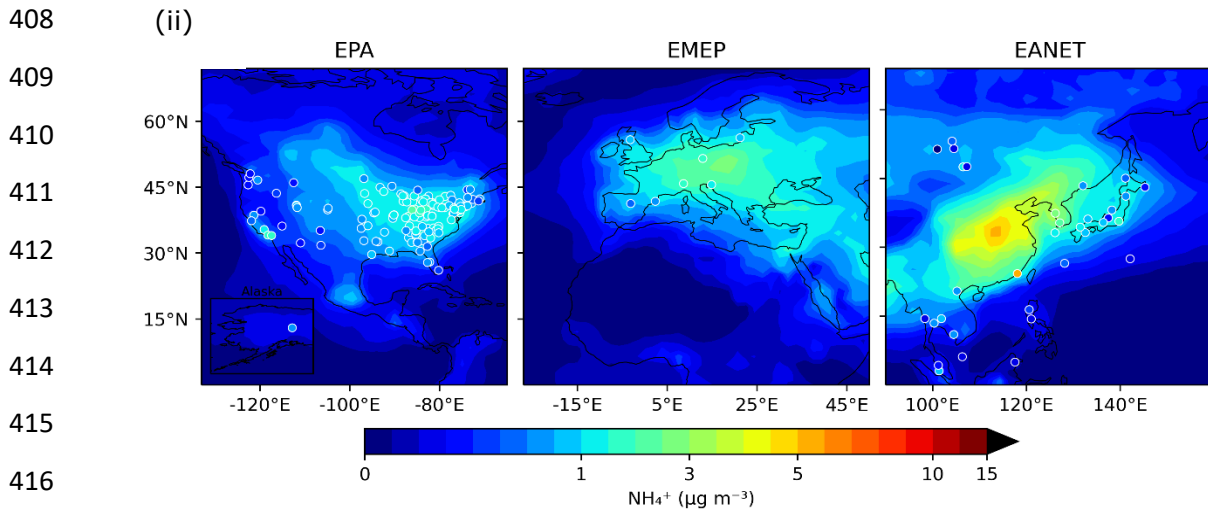 408
(ii)
EPA EMEP EANET
409
410
411
412
413
414
415
416
60°N
45°N
30°N
15°N
Alaska
-120°E -100°E -80°E -15°E 5°E 25°E 45°E 100°E 120°E 140°E
0 1 3 5 10 15
NH₄⁺ (µg m⁻³)